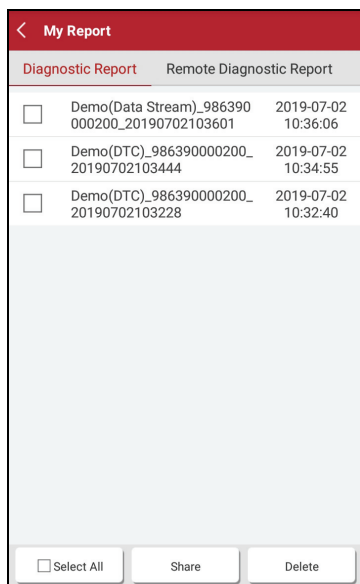 My Report
Diagnostic Report Remote Diagnostic Report
Demo(Data Stream)_986390 2019-07-02
000200_20190702103601 10:36:06
Demo(DTC)_986390000200_ 2019-07-02
20190702103444 10:34:55
Demo(DTC)_986390000200_ 2019-07-02
20190702103228 10:32:40
Select All Share Delete